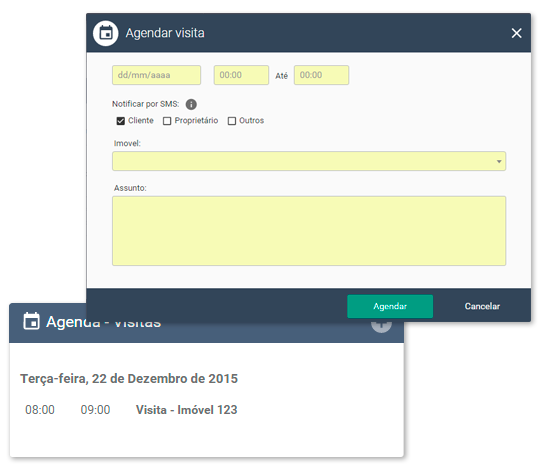 Agendar visita
dd/mm/aaaa 00:00 Até 00:00
Notificar por SMS:
Cliente Proprietário Outros
Imovel:
Assunto:
Agendar Cancelar
Agenda - Visitas
Terça-feira, 22 de Dezembro de 2015
08:00 09:00 Visita - Imóvel 123